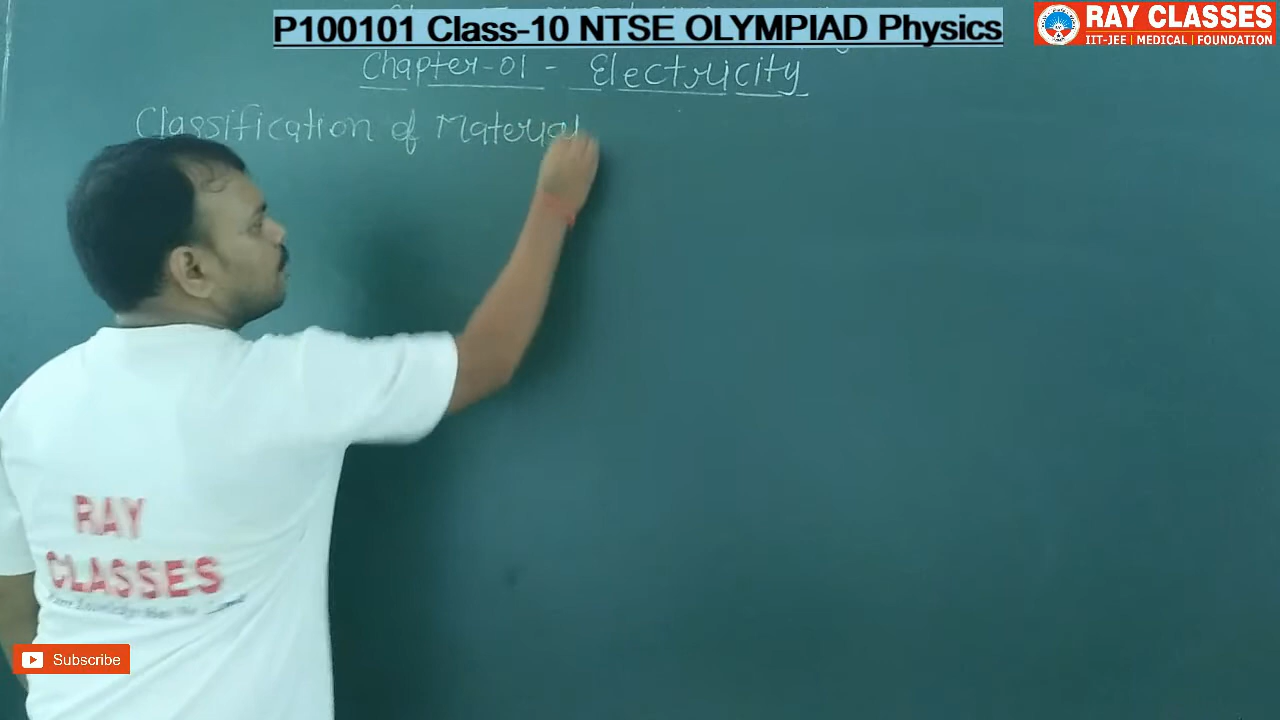 P100101 Class-10 NTSE OLYMPIAD Physics
RAY CLASSES
IIT-JEE | MEDICAL | FOUNDATION
Chapter-01 - Electricity
Classification of Material
RAY
CLASSES
Subscribe